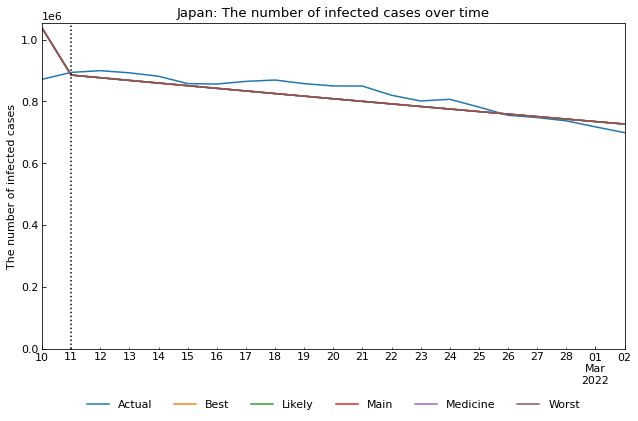 Japan: The number of infected cases over time
1e6
The number of infected cases
1.0
0.8
0.6
0.4
0.2
0.0
10 11 12 13 14 15 16 17 18 19 20 21 22 23 24 25 26 27 28 01 02
Mar
2022
Actual Best Likely Main Medicine Worst